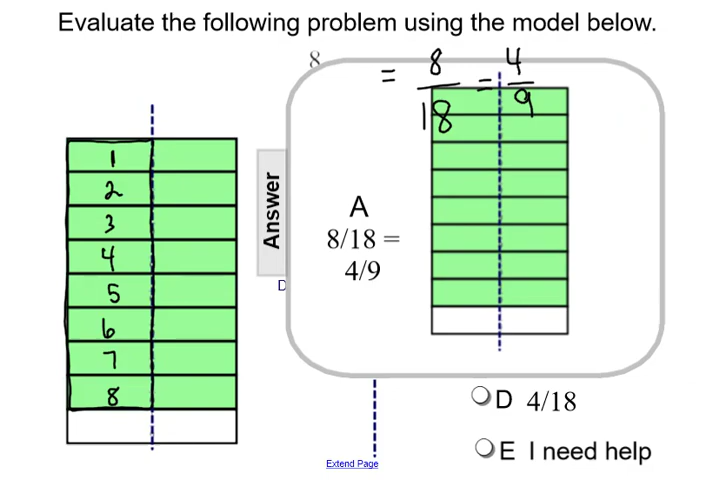 Evaluate the following problem using the model below.
8
= 8/18 = 4/9
1
2
3
4
5
6
7
8
Answer
A
8/18 =
4/9
D
D 4/18
E I need help
Extend Page